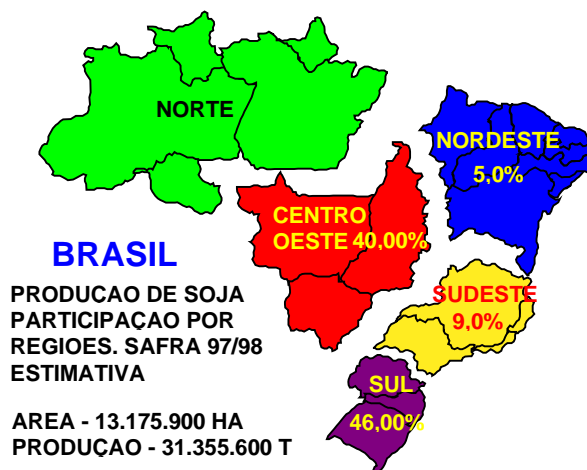 NORTE
NORDESTE
5,0%
CENTRO
OESTE 40,00%
BRASIL
SUDESTE
9,0%
PRODUCAO DE SOJA
PARTICIPAÇAO POR
REGIOES. SAFRA 97/98
ESTIMATIVA
SUL
46,00%
AREA - 13.175.900 HA
PRODUÇAO - 31.355.600 T